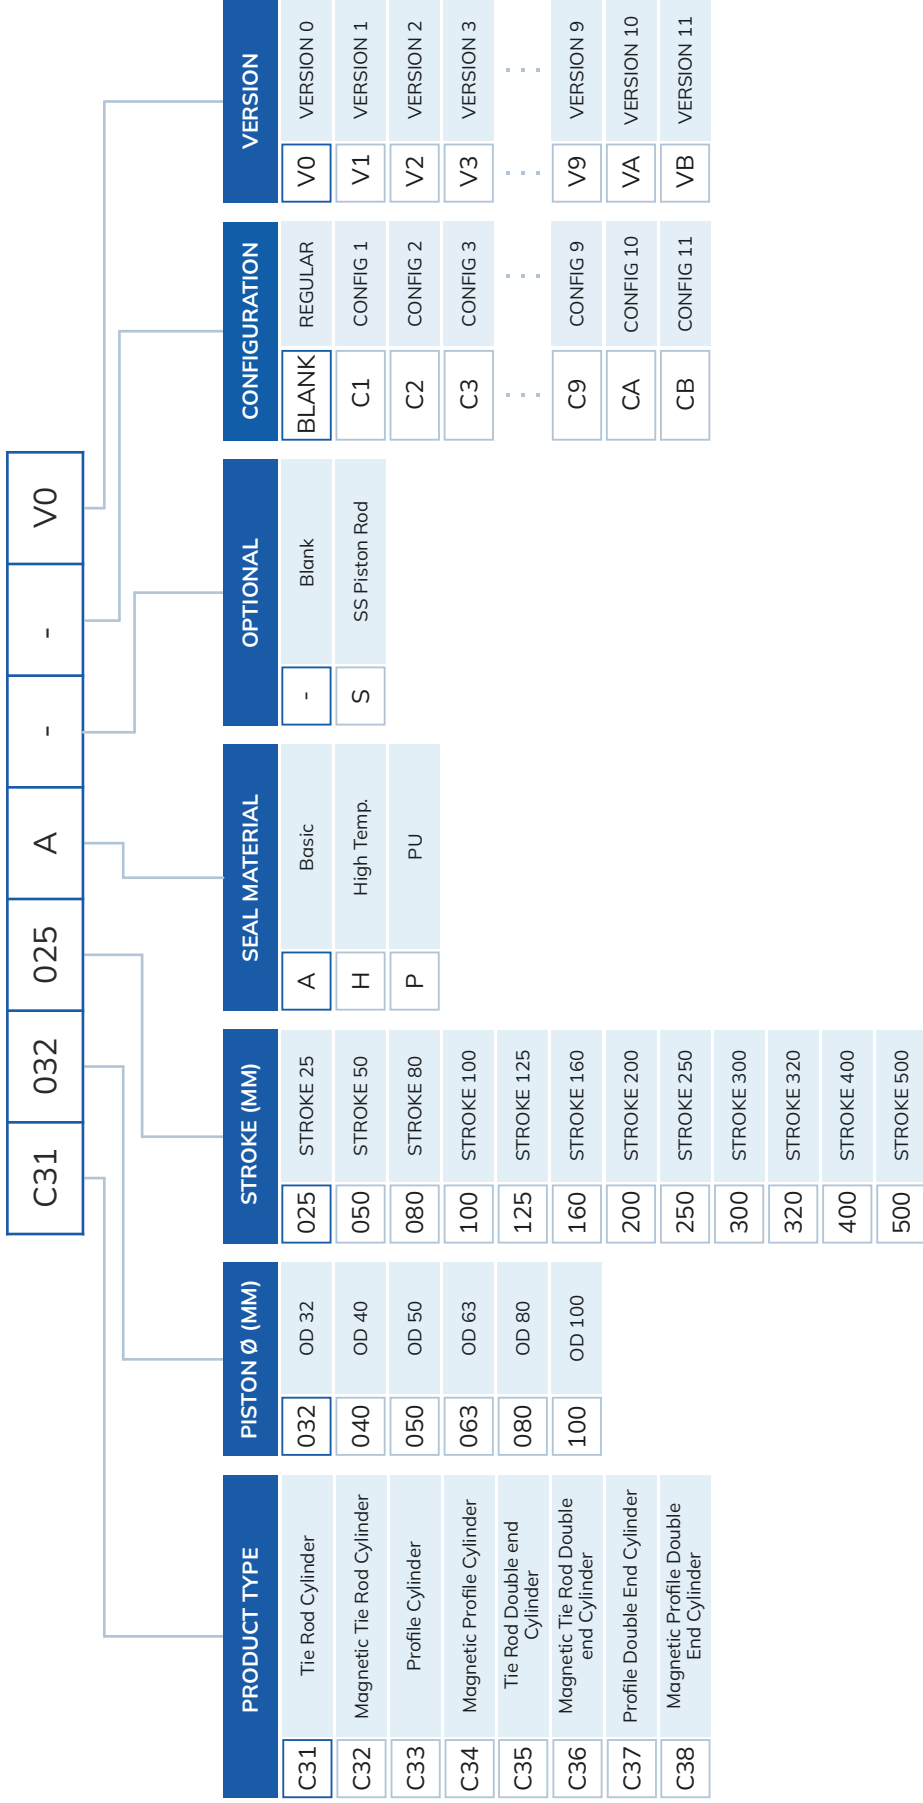 C31 032 025 A - - V0
PRODUCT TYPE
C31 Tie Rod Cylinder
C32 Magnetic Tie Rod Cylinder
C33 Profile Cylinder
C34 Magnetic Profile Cylinder
C35 Tie Rod Double end
Cylinder
C36 Magnetic Tie Rod Double
end Cylinder
C37 Profile Double End Cylinder
C38 Magnetic Profile Double
End Cylinder
PISTON Ø (MM)
032 OD 32
040 OD 40
050 OD 50
063 OD 63
080 OD 80
100 OD 100
STROKE (MM)
025 STROKE 25
050 STROKE 50
080 STROKE 80
100 STROKE 100
125 STROKE 125
160 STROKE 160
200 STROKE 200
250 STROKE 250
300 STROKE 300
320 STROKE 320
400 STROKE 400
500 STROKE 500
SEAL MATERIAL
A Basic
H High Temp.
P PU
OPTIONAL
- Blank
S SS Piston Rod
CONFIGURATION
BLANK REGULAR
C1 CONFIG 1
C2 CONFIG 2
C3 CONFIG 3
... ...
C9 CONFIG 9
CA CONFIG 10
CB CONFIG 11
VERSION
V0 VERSION 0
V1 VERSION 1
V2 VERSION 2
V3 VERSION 3
... ...
V9 VERSION 9
VA VERSION 10
VB VERSION 11